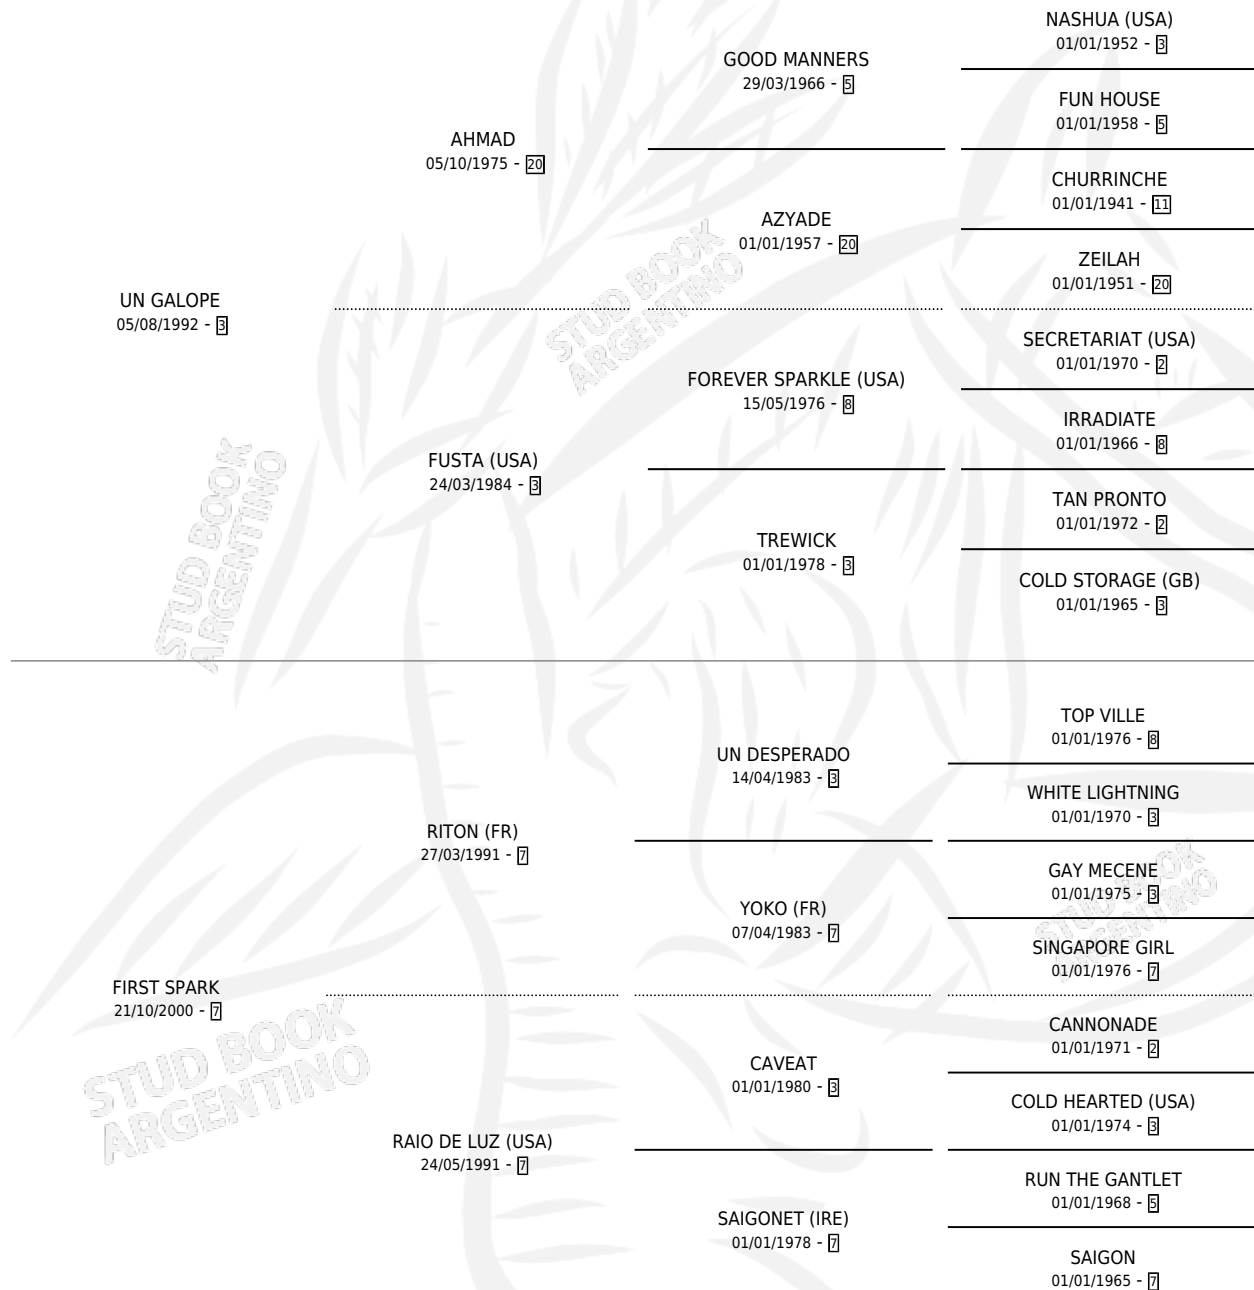 NASHUA (USA)
01/01/1952 - 3
GOOD MANNERS
29/03/1966 - 5
FUN HOUSE
01/01/1958 - 5
AHMAD
05/10/1975 - 20
CHURRINCHE
01/01/1941 - 11
AZYADE
01/01/1957 - 20
ZEILAH
01/01/1951 - 20
UN GALOPE
05/08/1992 - 3
STUD BOOK
ARGENTINO
SECRETARIAT (USA)
01/01/1970 - 2
FOREVER SPARKLE (USA)
15/05/1976 - 8
IRRADIATE
01/01/1966 - 8
FUSTA (USA)
24/03/1984 - 3
TAN PRONTO
01/01/1972 - 2
TREWICK
01/01/1978 - 3
COLD STORAGE (GB)
01/01/1965 - 3
STUD BOOK
ARGENTINO
TOP VILLE
01/01/1976 - 8
UN DESPERADO
14/04/1983 - 3
WHITE LIGHTNING
01/01/1970 - 3
RITON (FR)
27/03/1991 - 7
GAY MECENE
01/01/1975 - 3
YOKO (FR)
07/04/1983 - 7
SINGAPORE GIRL
01/01/1976 - 7
STUD BOOK
ARGENTINO
FIRST SPARK
21/10/2000 - 7
STUD BOOK
ARGENTINO
CANNONADE
01/01/1971 - 2
CAVEAT
01/01/1980 - 3
COLD HEARTED (USA)
01/01/1974 - 3
RAIO DE LUZ (USA)
24/05/1991 - 7
RUN THE GANTLET
01/01/1968 - 5
SAIGONET (IRE)
01/01/1978 - 7
SAIGON
01/01/1965 - 7